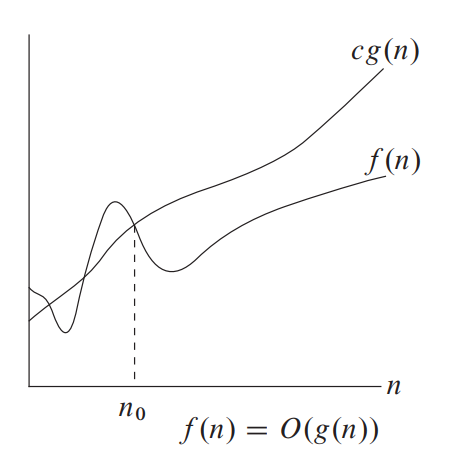 cg(n)
f(n)
n
n₀
f(n) = O(g(n))